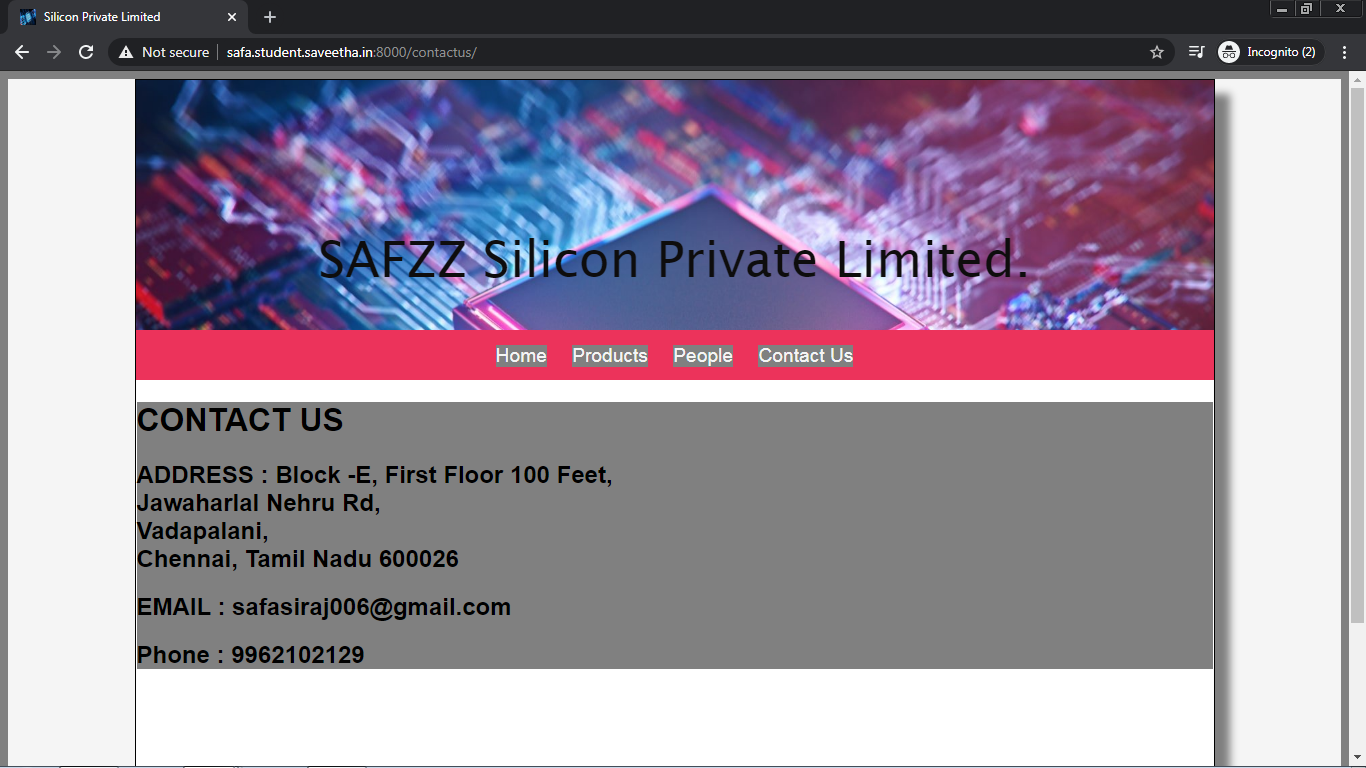 Silicon Private Limited
Not secure
safa.student.saveetha.in:8000/contactus/
Incognito (2)
SAFZZ Silicon Private Limited.
Home Products People Contact Us
CONTACT US
ADDRESS : Block -E, First Floor 100 Feet,
Jawaharlal Nehru Rd,
Vadapalani,
Chennai, Tamil Nadu 600026
EMAIL : safasiraj006@gmail.com
Phone : 9962102129